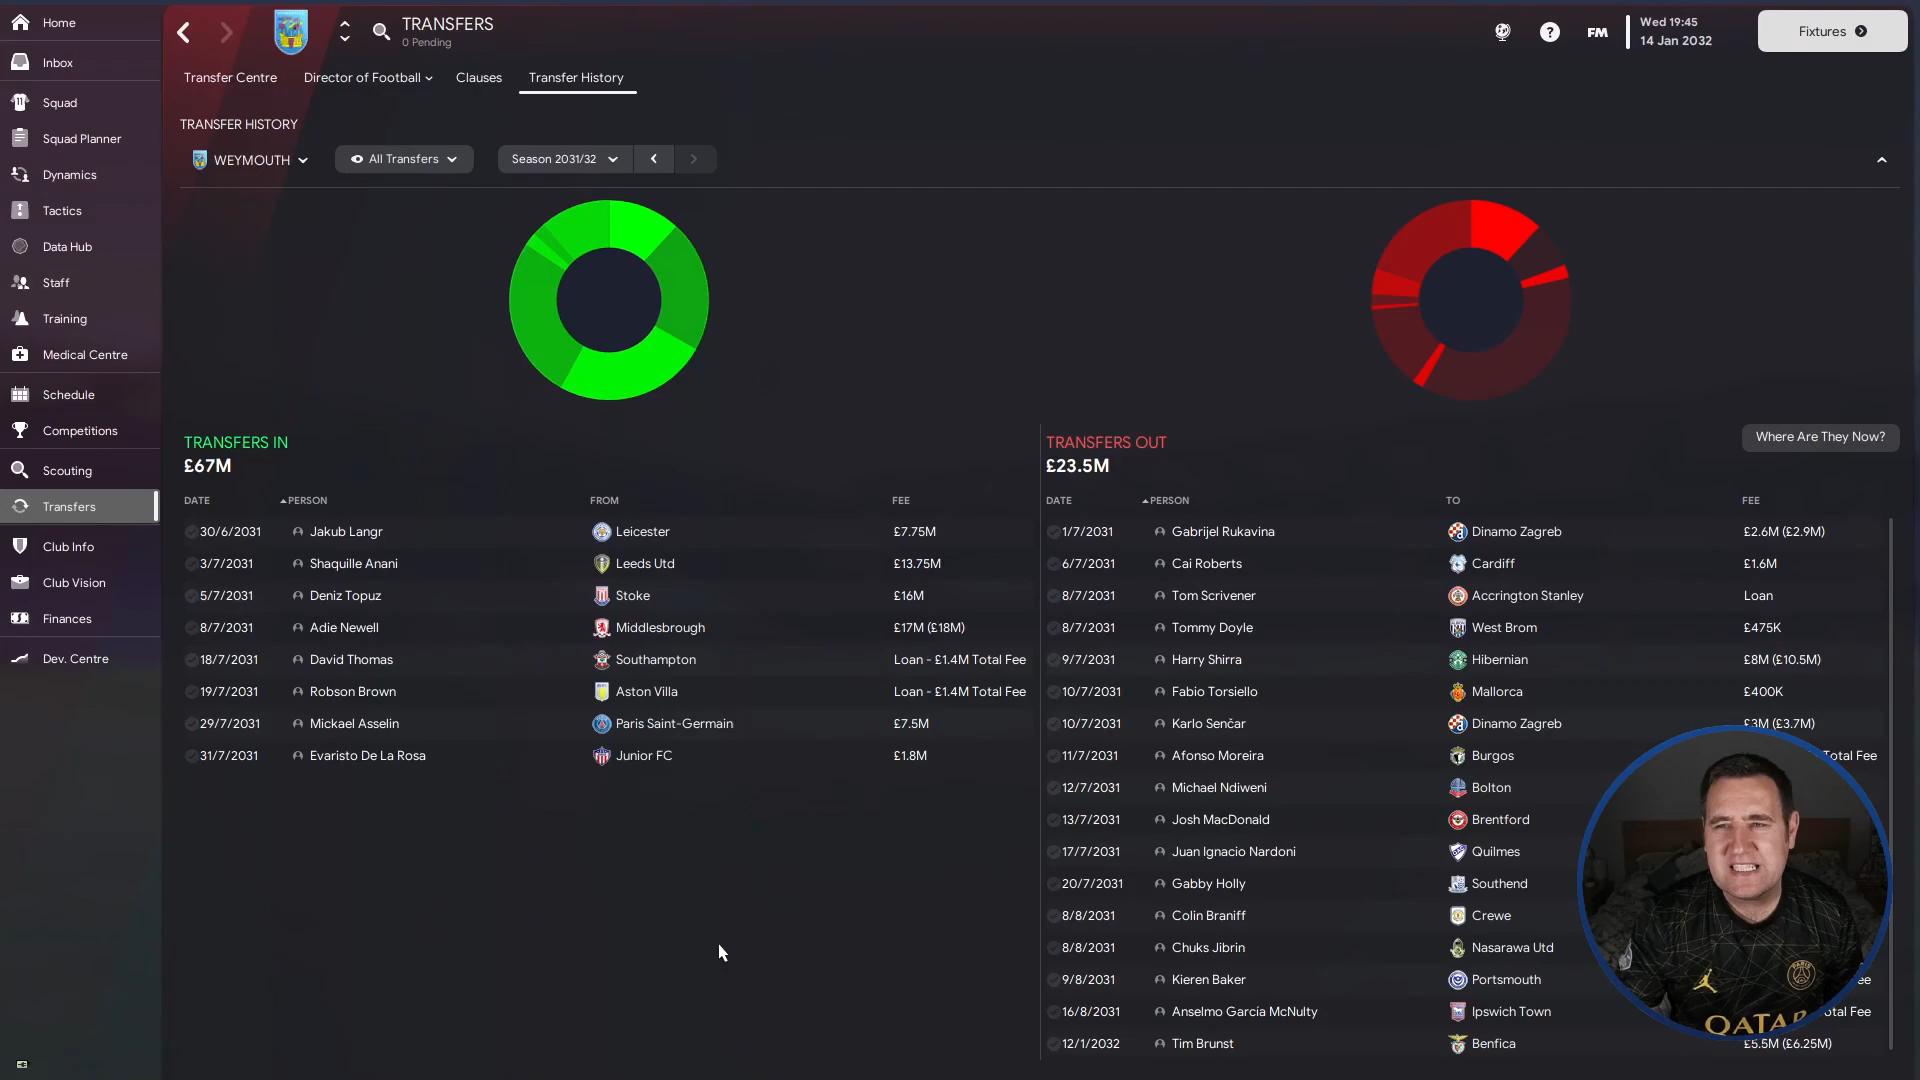 Home
Inbox
Squad
Squad Planner
Dynamics
Tactics
Data Hub
Staff
Training
Medical Centre
Schedule
Competitions
Scouting
Transfers
Club Info
Club Vision
Finances
Dev. Centre
TRANSFERS
0 Pending
FM
Wed 19:45
14 Jan 2032
Fixtures
Transfer Centre Director of Football Clauses Transfer History
TRANSFER HISTORY
WEYMOUTH All Transfers Season 2031/32
TRANSFERS IN
£67M
DATE PERSON FROM FEE
30/6/2031 Jakub Langr Leicester £7.75M
3/7/2031 Shaquille Anani Leeds Utd £13.75M
5/7/2031 Deniz Topuz Stoke £16M
8/7/2031 Adie Newell Middlesbrough £17M (£18M)
18/7/2031 David Thomas Southampton Loan - £1.4M Total Fee
19/7/2031 Robson Brown Aston Villa Loan - £1.4M Total Fee
29/7/2031 Mickael Asselin Paris Saint-Germain £7.5M
31/7/2031 Evaristo De La Rosa Junior FC £1.8M
TRANSFERS OUT
£23.5M
Where Are They Now?
DATE PERSON TO FEE
1/7/2031 Gabrijel Rukavina Dinamo Zagreb £2.6M (£2.9M)
6/7/2031 Cai Roberts Cardiff £1.6M
8/7/2031 Tom Scrivener Accrington Stanley Loan
8/7/2031 Tommy Doyle West Brom £475K
9/7/2031 Harry Shirra Hibernian £8M (£10.5M)
10/7/2031 Fabio Torsiello Mallorca £400K
10/7/2031 Karlo Senčar Dinamo Zagreb £3M (£3.7M)
11/7/2031 Afonso Moreira Burgos Total Fee
12/7/2031 Michael Ndiweni Bolton
13/7/2031 Josh MacDonald Brentford
17/7/2031 Juan Ignacio Nardoni Quilmes
20/7/2031 Gabby Holly Southend
8/8/2031 Colin Braniff Crewe
8/8/2031 Chuks Jibrin Nasarawa Utd
9/8/2031 Kieren Baker Portsmouth
16/8/2031 Anselmo García McNulty Ipswich Town Fee
12/1/2032 Tim Brunst Benfica £5.5M (£6.25M)
PARIS
QATAR